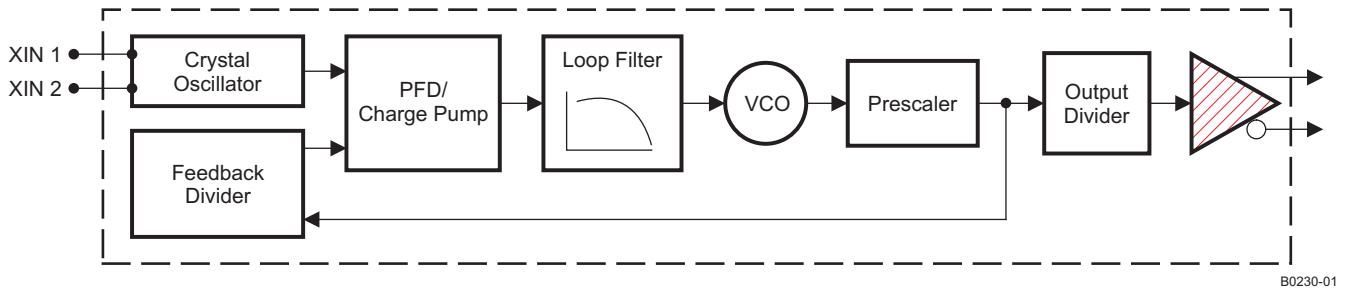 XIN 1
XIN 2
Crystal
Oscillator
PFD/
Charge Pump
Loop Filter
VCO
Prescaler
Output
Divider
Feedback
Divider
B0230-01